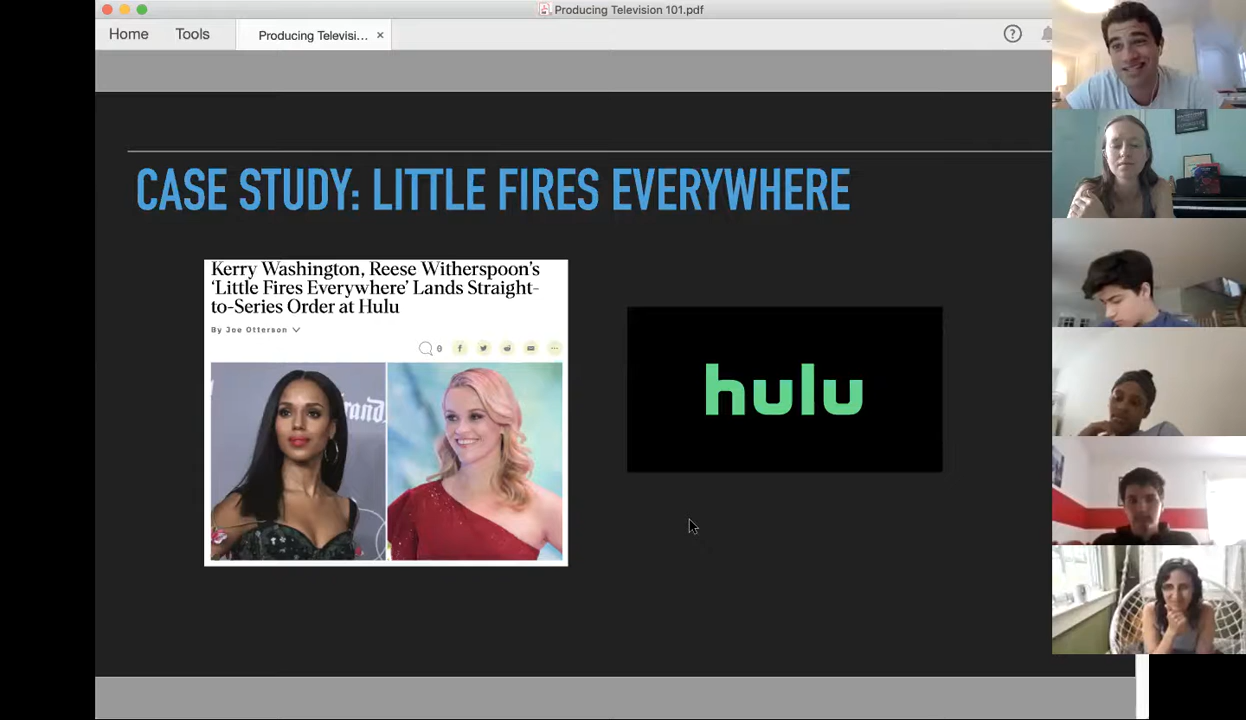 Producing Television 101.pdf
Home Tools Producing Televisi... ×
?
CASE STUDY: LITTLE FIRES EVERYWHERE
Kerry Washington, Reese Witherspoon's
'Little Fires Everywhere' Lands Straight-
to-Series Order at Hulu
By Joe Otterson
0
hulu